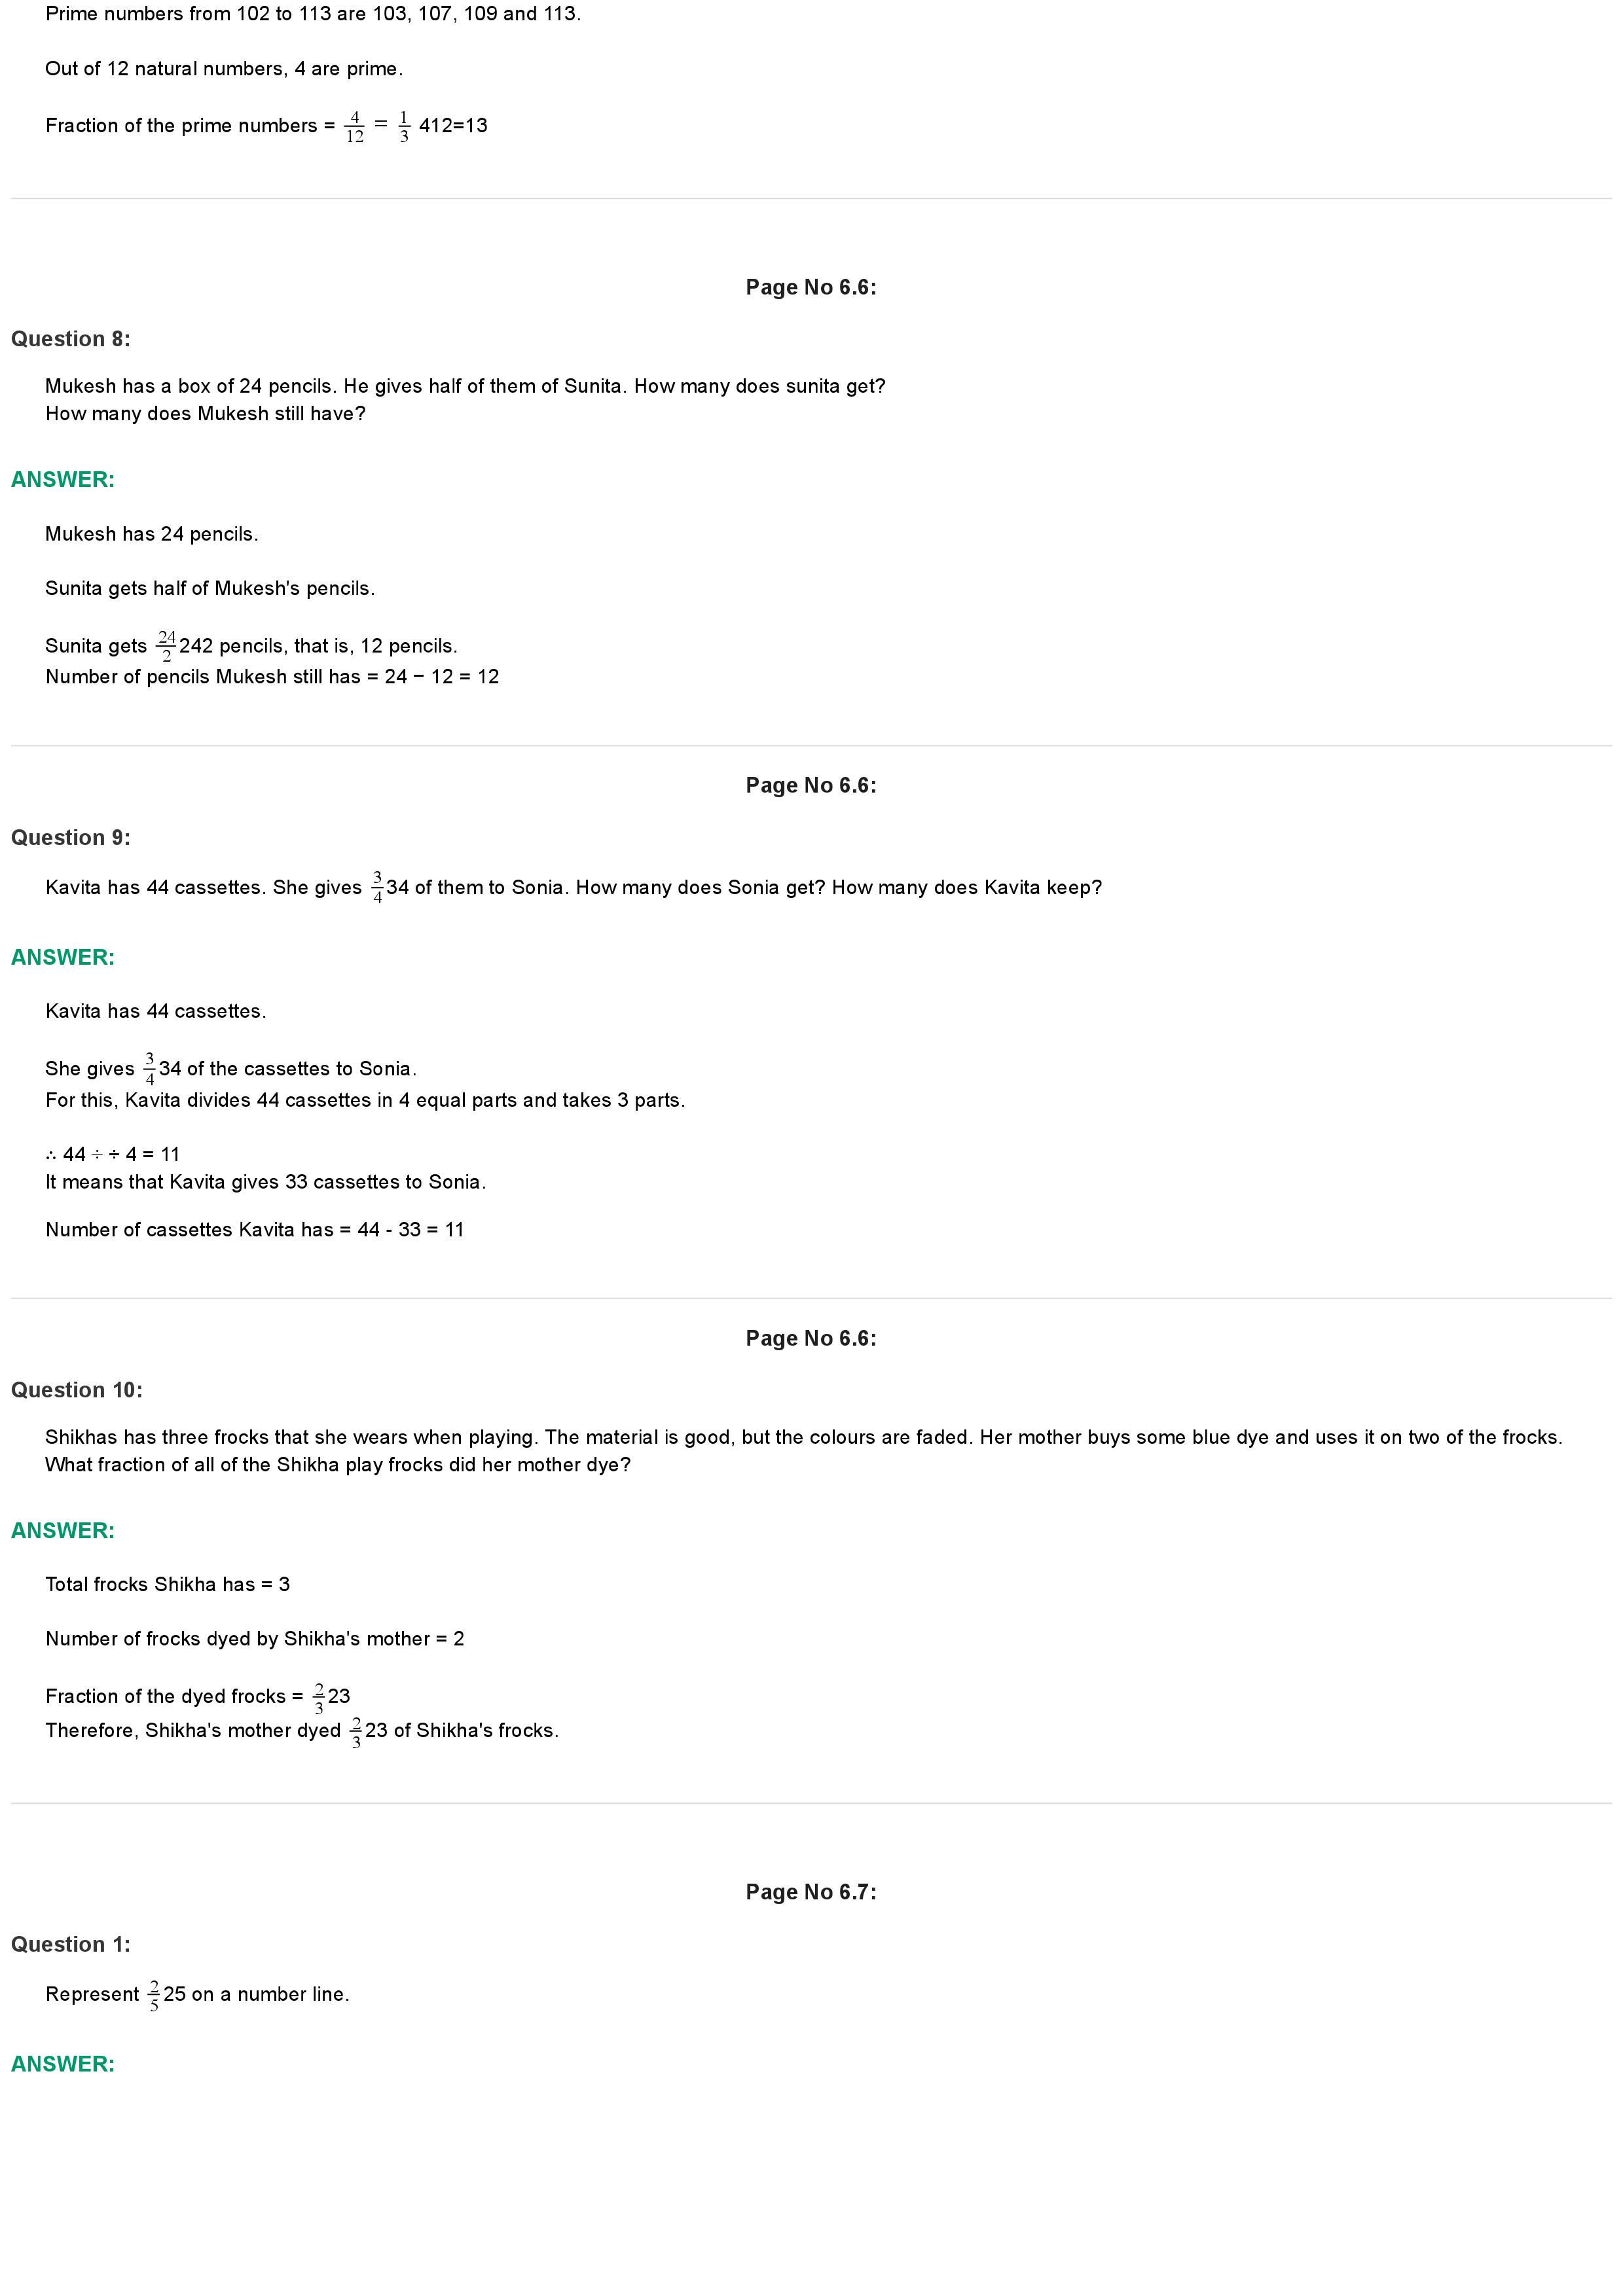 Prime numbers from 102 to 113 are 103, 107, 109 and 113.
Out of 12 natural numbers, 4 are prime.
Fraction of the prime numbers = 4/12 = 1/3 412=13
Page No 6.6:
Question 8:
Mukesh has a box of 24 pencils. He gives half of them of Sunita. How many does sunita get?
How many does Mukesh still have?
ANSWER:
Mukesh has 24 pencils.
Sunita gets half of Mukesh's pencils.
Sunita gets 24/2 242 pencils, that is, 12 pencils.
Number of pencils Mukesh still has = 24 − 12 = 12
Page No 6.6:
Question 9:
Kavita has 44 cassettes. She gives 3/4 34 of them to Sonia. How many does Sonia get? How many does Kavita keep?
ANSWER:
Kavita has 44 cassettes.
She gives 3/4 34 of the cassettes to Sonia.
For this, Kavita divides 44 cassettes in 4 equal parts and takes 3 parts.
∴ 44 ÷ ÷ 4 = 11
It means that Kavita gives 33 cassettes to Sonia.
Number of cassettes Kavita has = 44 - 33 = 11
Page No 6.6:
Question 10:
Shikhas has three frocks that she wears when playing. The material is good, but the colours are faded. Her mother buys some blue dye and uses it on two of the frocks.
What fraction of all of the Shikha play frocks did her mother dye?
ANSWER:
Total frocks Shikha has = 3
Number of frocks dyed by Shikha's mother = 2
Fraction of the dyed frocks = 2/3 23
Therefore, Shikha's mother dyed 2/3 23 of Shikha's frocks.
Page No 6.7:
Question 1:
Represent 2/5 25 on a number line.
ANSWER: